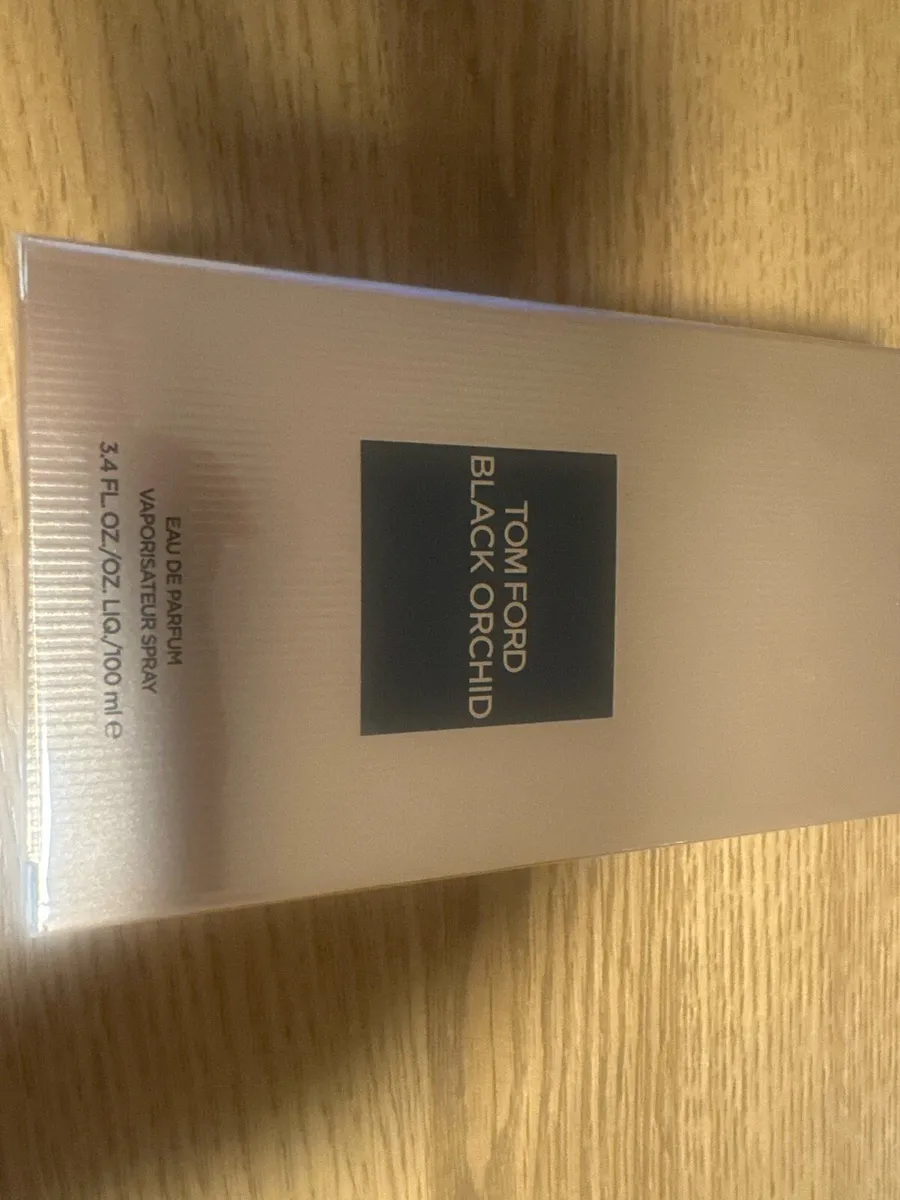 TOM FORD
BLACK ORCHID
EAU DE PARFUM
VAPORISATEUR SPRAY
3.4 FL. OZ./OZ. LIQ./100 ml ℮